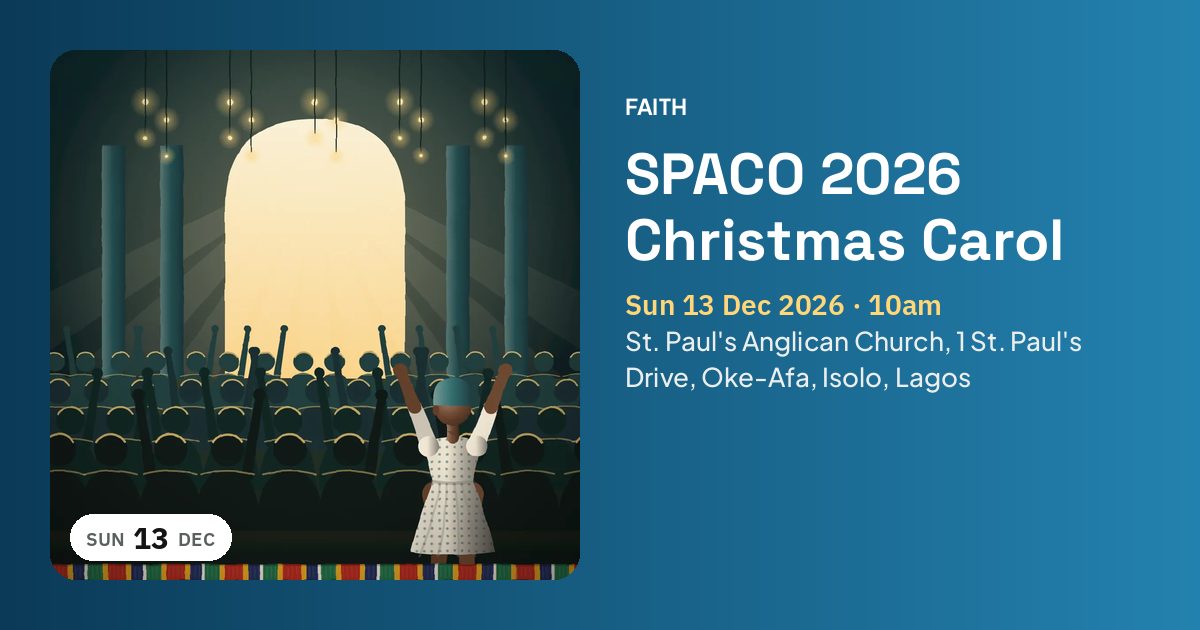 FAITH
SPACO 2026
Christmas Carol
Sun 13 Dec 2026 · 10am
St. Paul's Anglican Church, 1 St. Paul's
Drive, Oke-Afa, Isolo, Lagos
SUN 13 DEC